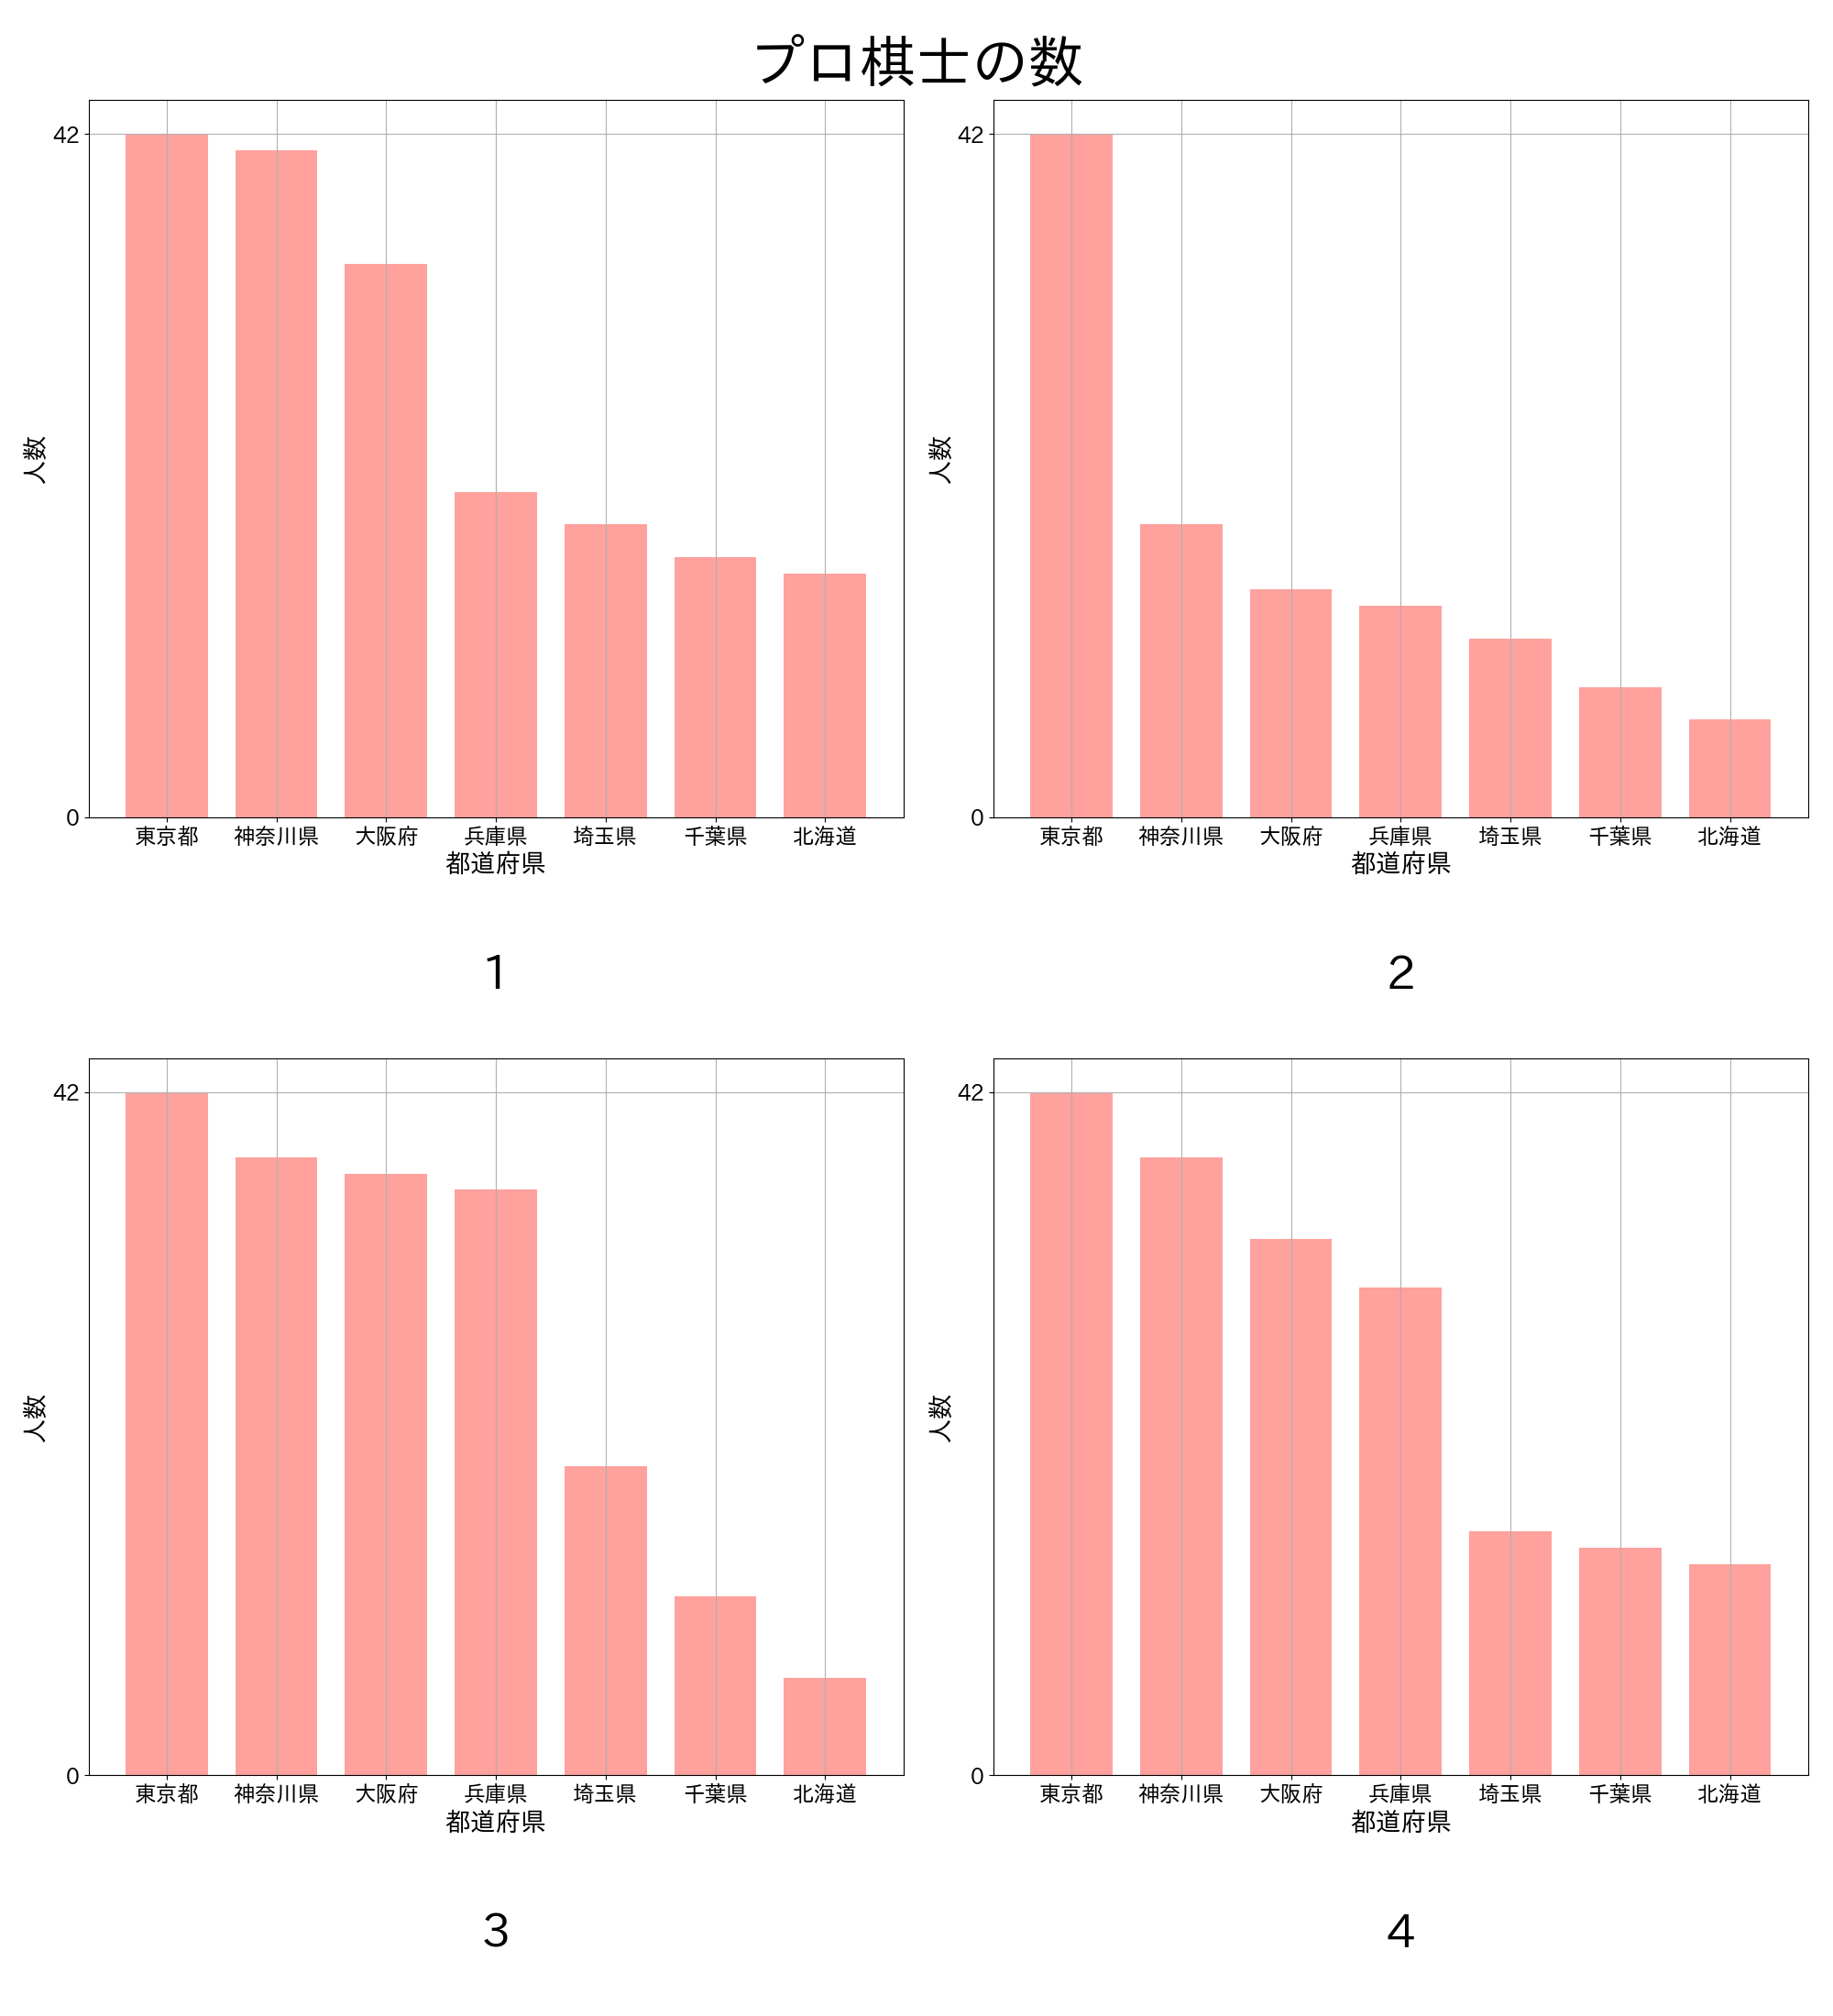 プロ棋士の数
42
0
人数
東京都 神奈川県 大阪府 兵庫県 埼玉県 千葉県 北海道
都道府県
1
42
0
人数
東京都 神奈川県 大阪府 兵庫県 埼玉県 千葉県 北海道
都道府県
2
42
0
人数
東京都 神奈川県 大阪府 兵庫県 埼玉県 千葉県 北海道
都道府県
3
42
0
人数
東京都 神奈川県 大阪府 兵庫県 埼玉県 千葉県 北海道
都道府県
4